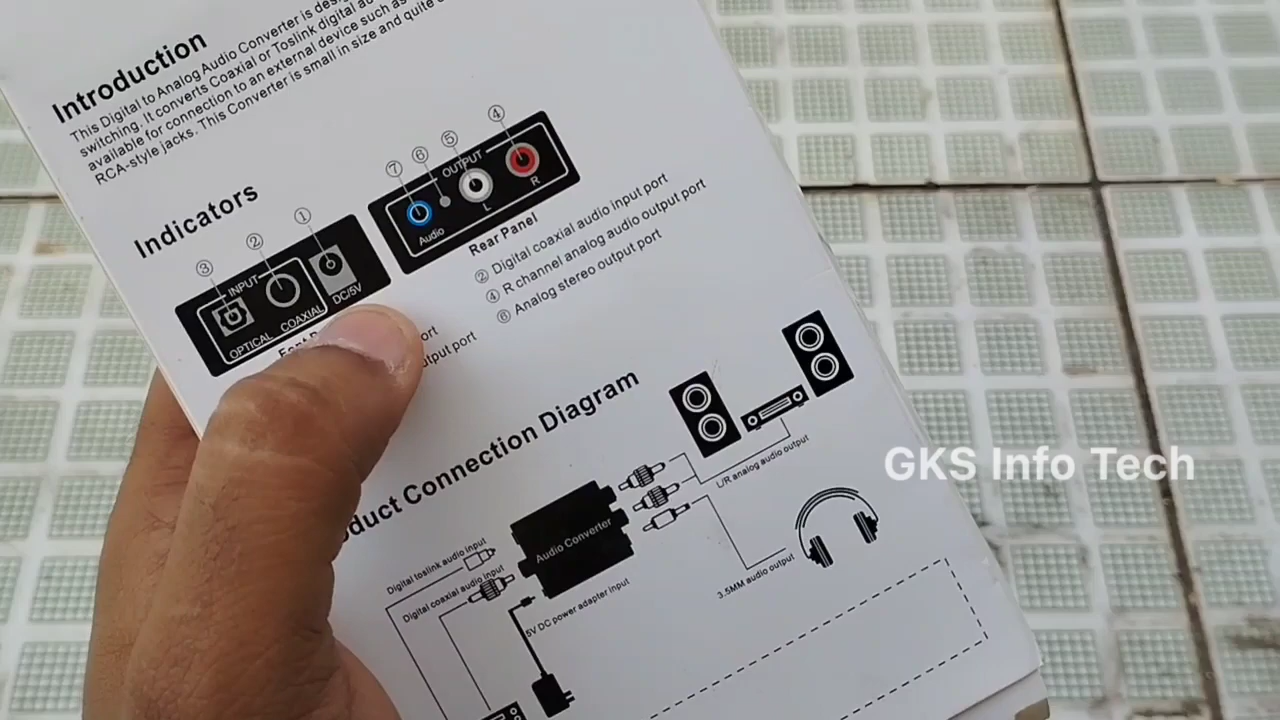 Introduction
This Digital to Analog Audio Converter is
switching. It converts Coaxial or Toslink digital
available for connection to an external device such as
RCA-style jacks. This Converter is small in size and quite
Indicators
③
②
①
INPUT
OPTICAL
COAXIAL
DC/5V
⑦
⑥
⑤
④
OUTPUT
Audio
L
R
Rear Panel
② Digital coaxial audio input port
④ R channel analog audio output port
⑥ Analog stereo output port
port
Connection Diagram
L/R analog audio output
Audio Converter
Digital toslink audio input
Digital coaxial audio input
5V DC power adapter input
3.5MM audio output
GKS Info Tech